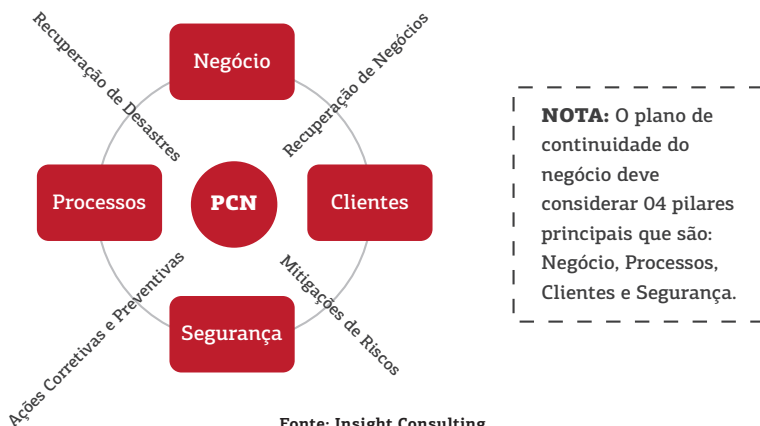 Recuperação de Desastres
Negócio
Recuperação de Negócios
Processos
PCN
Clientes
Ações Corretivas e Preventivas
Segurança
Mitigações de Riscos
NOTA: O plano de
continuidade do
negócio deve
considerar 04 pilares
principais que são:
Negócio, Processos,
Clientes e Segurança.
Fonte: Insight Consulting